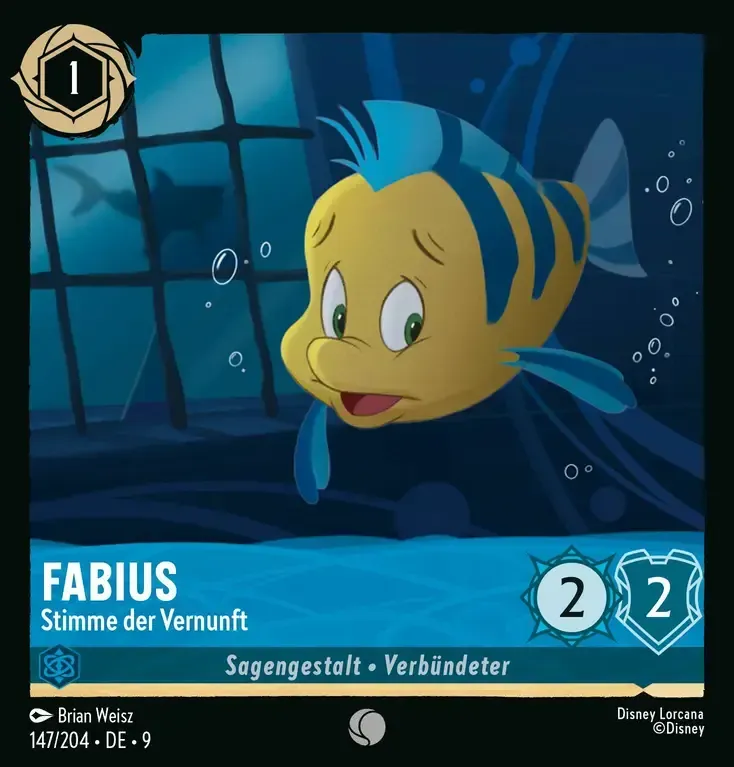 1
FABIUS
Stimme der Vernunft
2 2
Sagengestalt • Verbündeter
Brian Weisz
147/204 • DE • 9
Disney Lorcana
©Disney